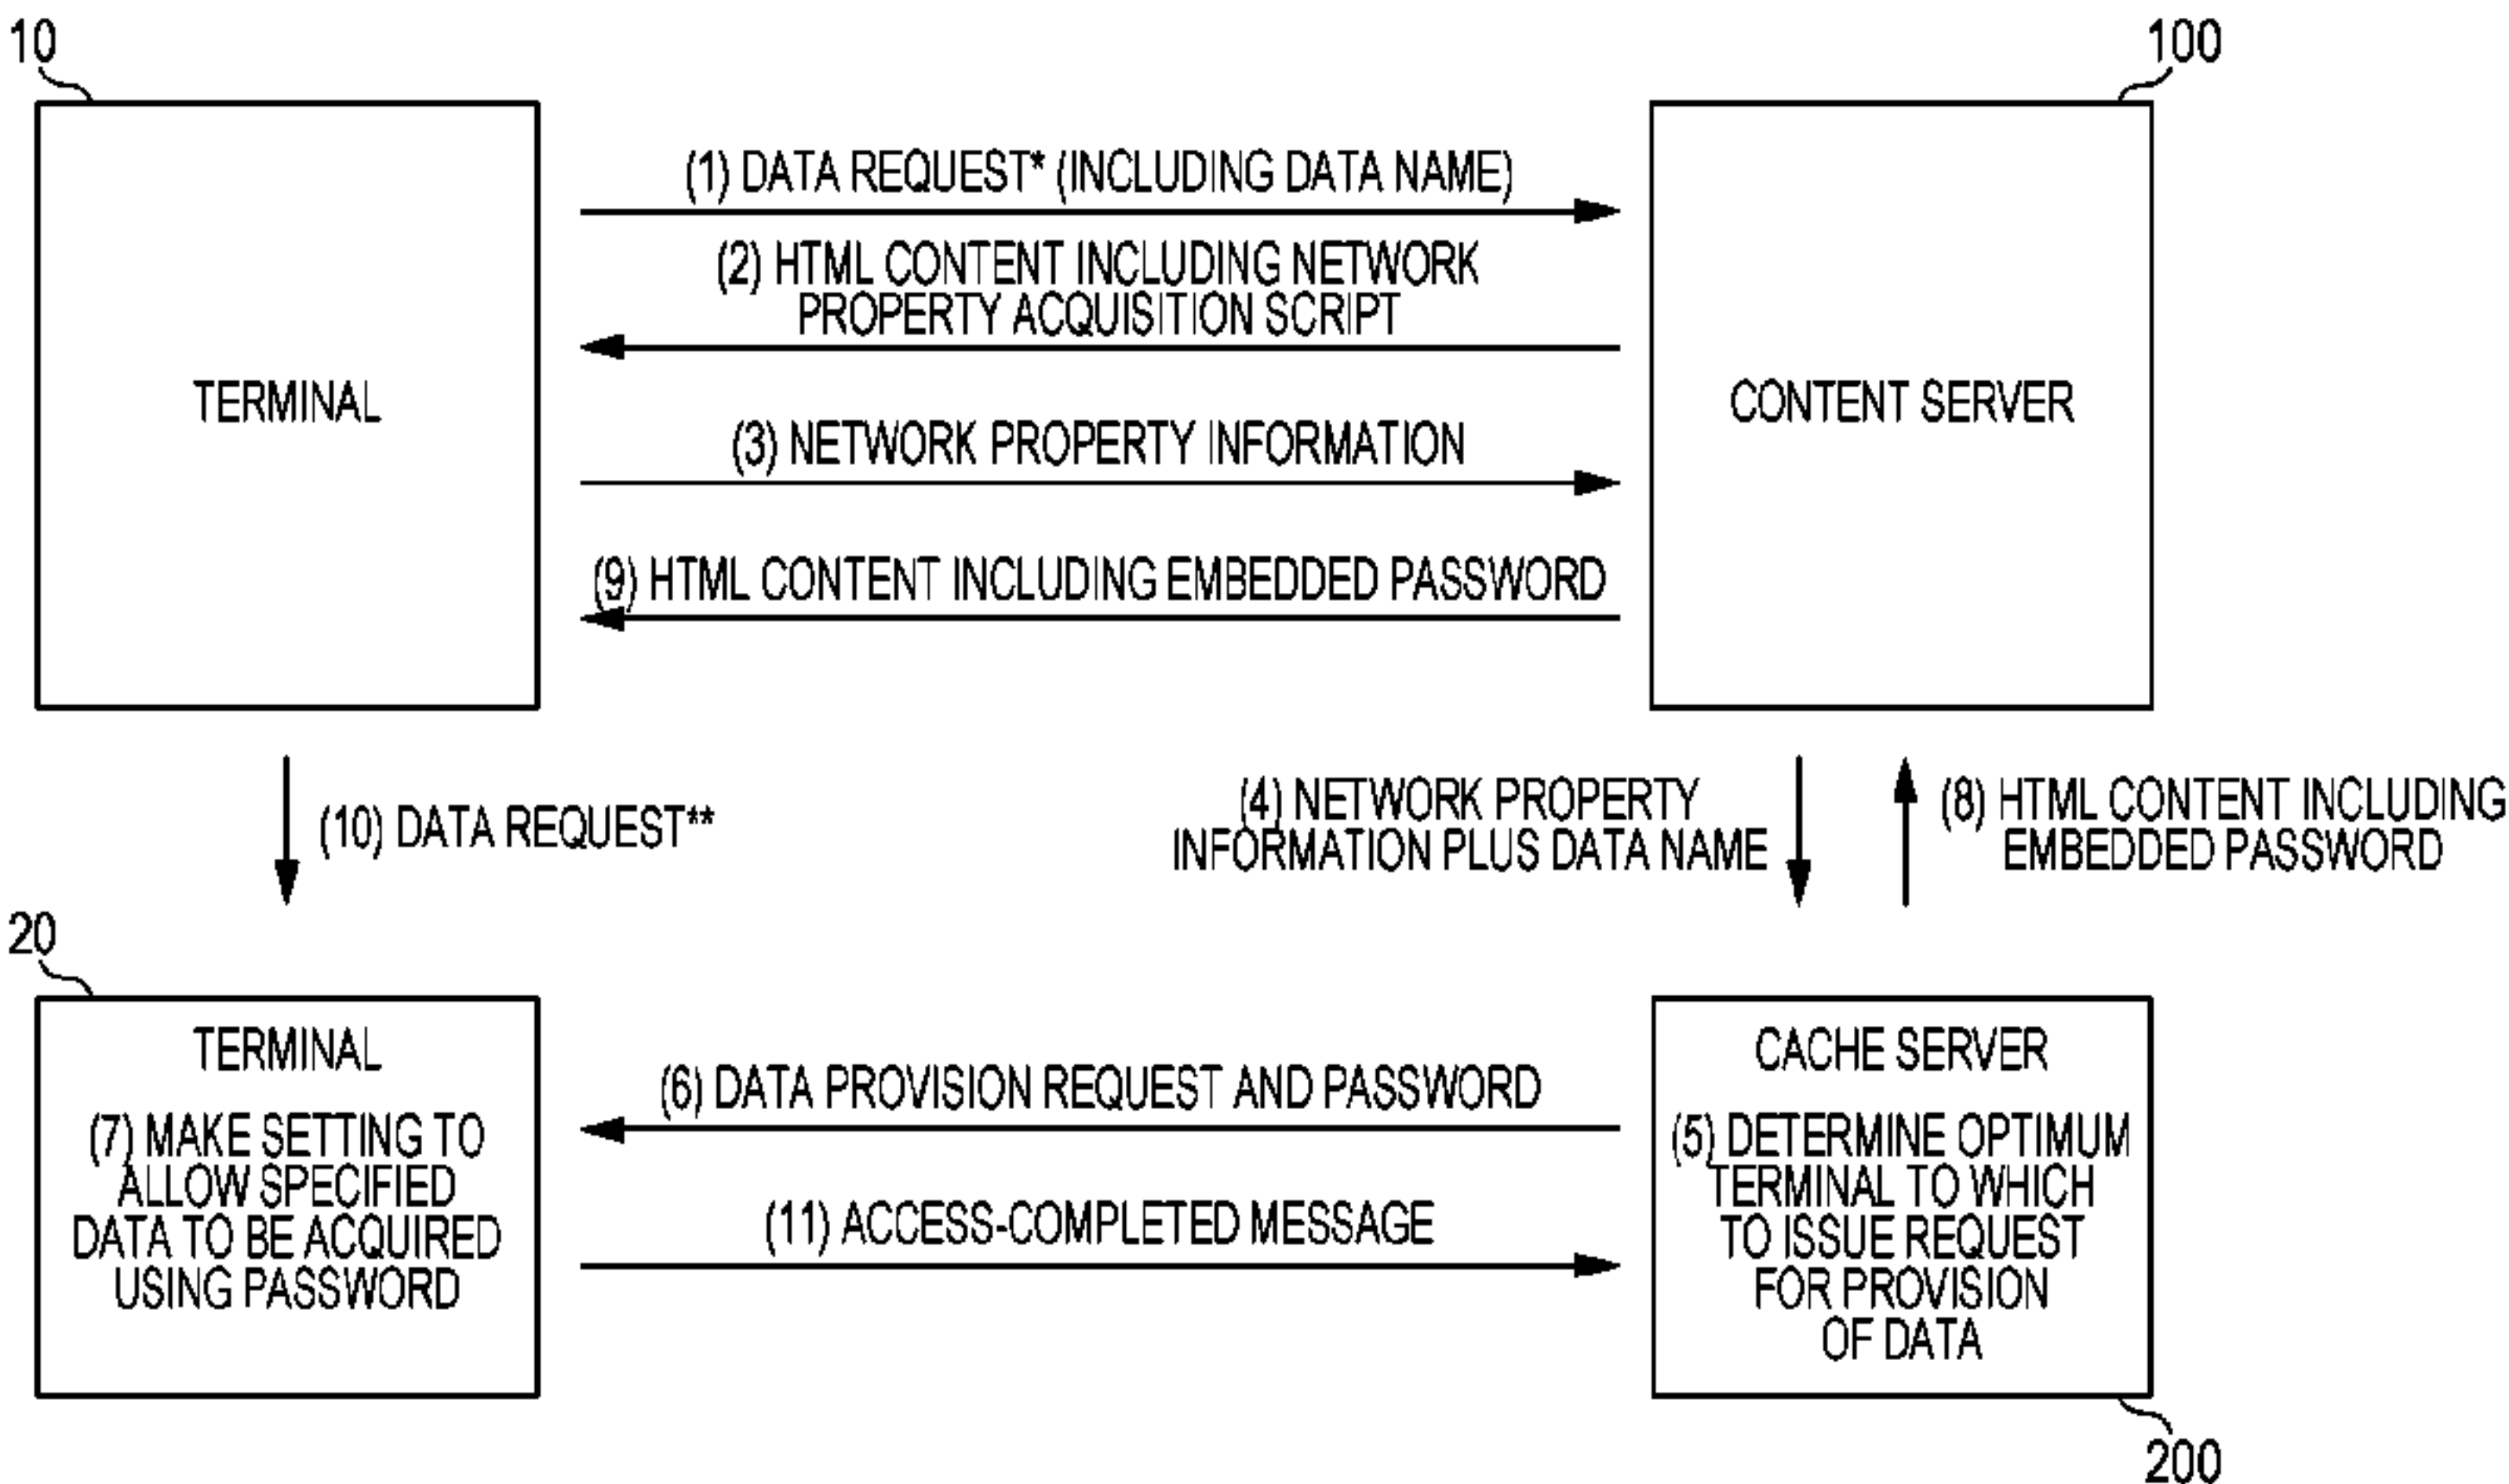 10
100
(1) DATA REQUEST* (INCLUDING DATA NAME)
(2) HTML CONTENT INCLUDING NETWORK
PROPERTY ACQUISITION SCRIPT
TERMINAL
CONTENT SERVER
(3) NETWORK PROPERTY INFORMATION
(9) HTML CONTENT INCLUDING EMBEDDED PASSWORD
(10) DATA REQUEST**
(4) NETWORK PROPERTY
INFORMATION PLUS DATA NAME
(8) HTML CONTENT INCLUDING
EMBEDDED PASSWORD
20
TERMINAL
(7) MAKE SETTING TO
ALLOW SPECIFIED
DATA TO BE ACQUIRED
USING PASSWORD
(6) DATA PROVISION REQUEST AND PASSWORD
(11) ACCESS-COMPLETED MESSAGE
CACHE SERVER
(5) DETERMINE OPTIMUM
TERMINAL TO WHICH
TO ISSUE REQUEST
FOR PROVISION
OF DATA
200